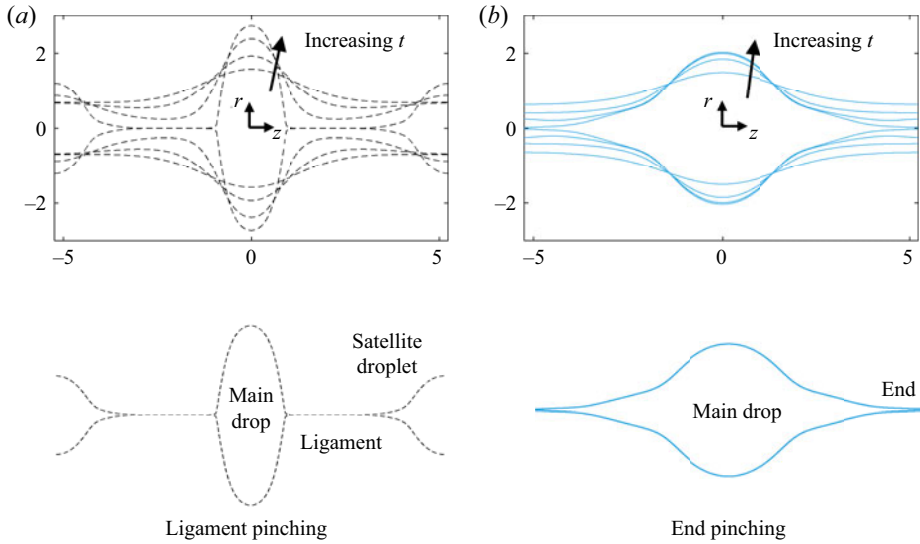 (a)
(b)
2
0
–2
–5
0
5
Increasing t
r
z
2
0
–2
–5
0
5
Increasing t
r
z
Satellite
droplet
Main
drop
Ligament
Ligament pinching
End
Main drop
End pinching